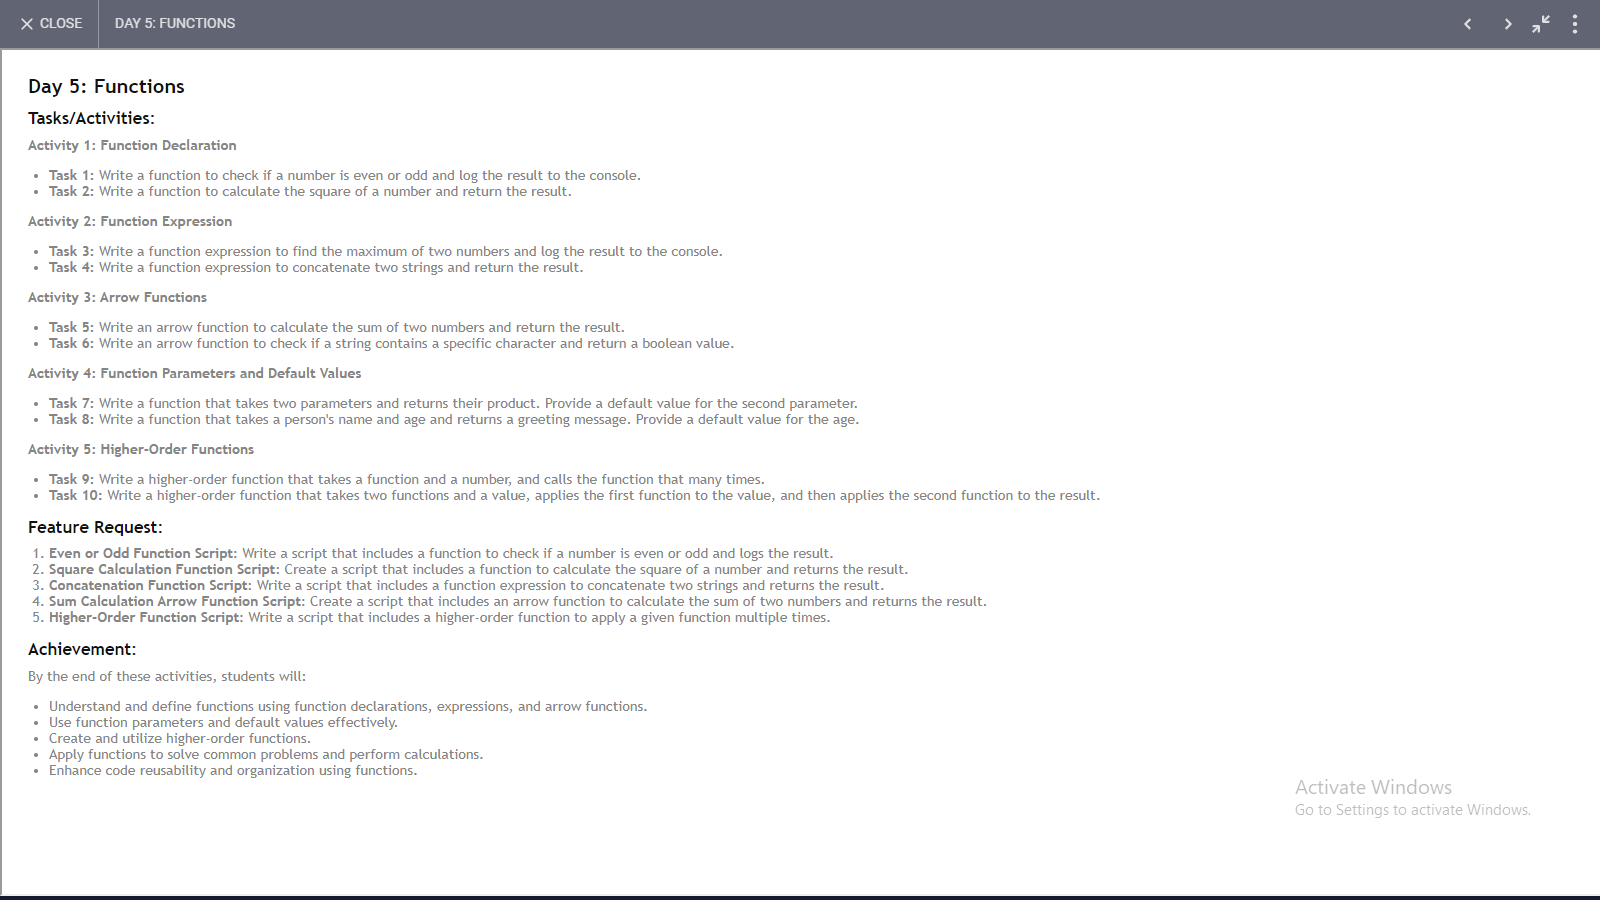 CLOSE
DAY 5: FUNCTIONS
Day 5: Functions
Tasks/Activities:
Activity 1: Function Declaration
• Task 1: Write a function to check if a number is even or odd and log the result to the console.
• Task 2: Write a function to calculate the square of a number and return the result.
Activity 2: Function Expression
• Task 3: Write a function expression to find the maximum of two numbers and log the result to the console.
• Task 4: Write a function expression to concatenate two strings and return the result.
Activity 3: Arrow Functions
• Task 5: Write an arrow function to calculate the sum of two numbers and return the result.
• Task 6: Write an arrow function to check if a string contains a specific character and return a boolean value.
Activity 4: Function Parameters and Default Values
• Task 7: Write a function that takes two parameters and returns their product. Provide a default value for the second parameter.
• Task 8: Write a function that takes a person's name and age and returns a greeting message. Provide a default value for the age.
Activity 5: Higher-Order Functions
• Task 9: Write a higher-order function that takes a function and a number, and calls the function that many times.
• Task 10: Write a higher-order function that takes two functions and a value, applies the first function to the value, and then applies the second function to the result.
Feature Request:
1. Even or Odd Function Script: Write a script that includes a function to check if a number is even or odd and logs the result.
2. Square Calculation Function Script: Create a script that includes a function to calculate the square of a number and returns the result.
3. Concatenation Function Script: Write a script that includes a function expression to concatenate two strings and returns the result.
4. Sum Calculation Arrow Function Script: Create a script that includes an arrow function to calculate the sum of two numbers and returns the result.
5. Higher-Order Function Script: Write a script that includes a higher-order function to apply a given function multiple times.
Achievement:
By the end of these activities, students will:
• Understand and define functions using function declarations, expressions, and arrow functions.
• Use function parameters and default values effectively.
• Create and utilize higher-order functions.
• Apply functions to solve common problems and perform calculations.
• Enhance code reusability and organization using functions.
Activate Windows
Go to Settings to activate Windows.